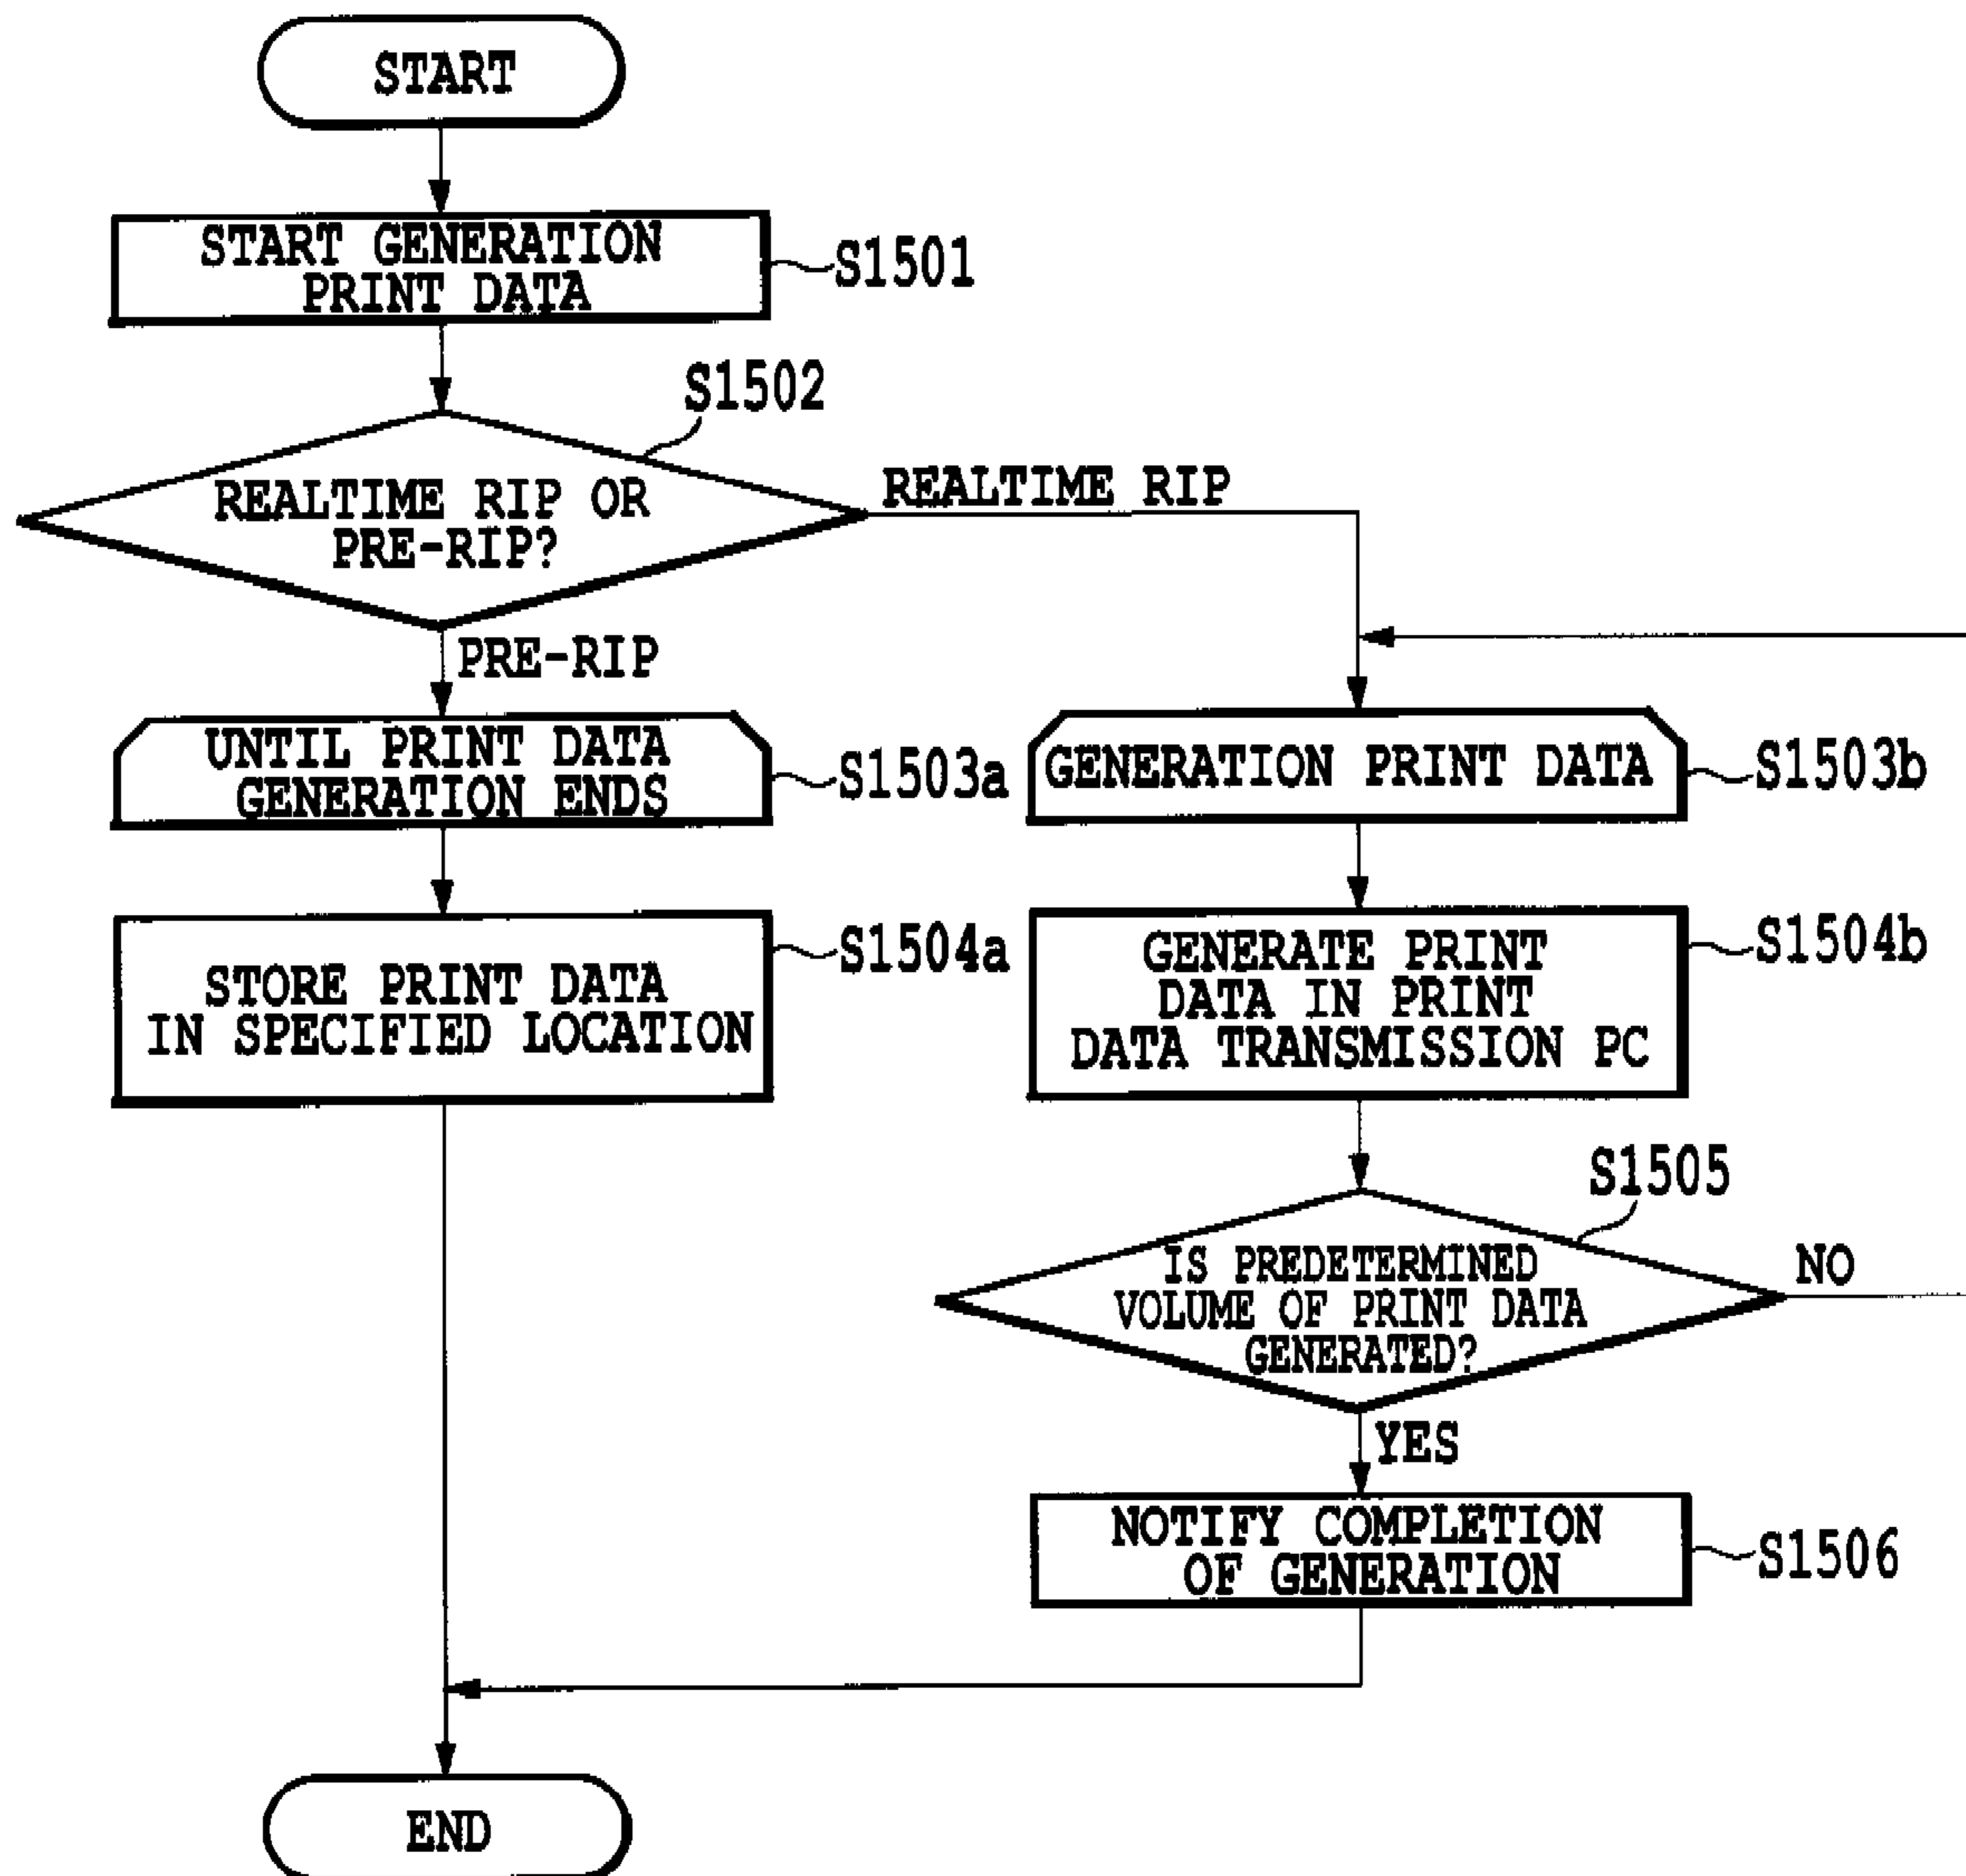 START
START GENERATION
PRINT DATA
S1501
S1502
REALTIME RIP OR
PRE-RIP?
REALTIME RIP
PRE-RIP
UNTIL PRINT DATA
GENERATION ENDS
S1503a
GENERATION PRINT DATA
S1503b
STORE PRINT DATA
IN SPECIFIED LOCATION
S1504a
GENERATE PRINT
DATA IN PRINT
DATA TRANSMISSION PC
S1504b
S1505
IS PREDETERMINED
VOLUME OF PRINT DATA
GENERATED?
NO
YES
NOTIFY COMPLETION
OF GENERATION
S1506
END